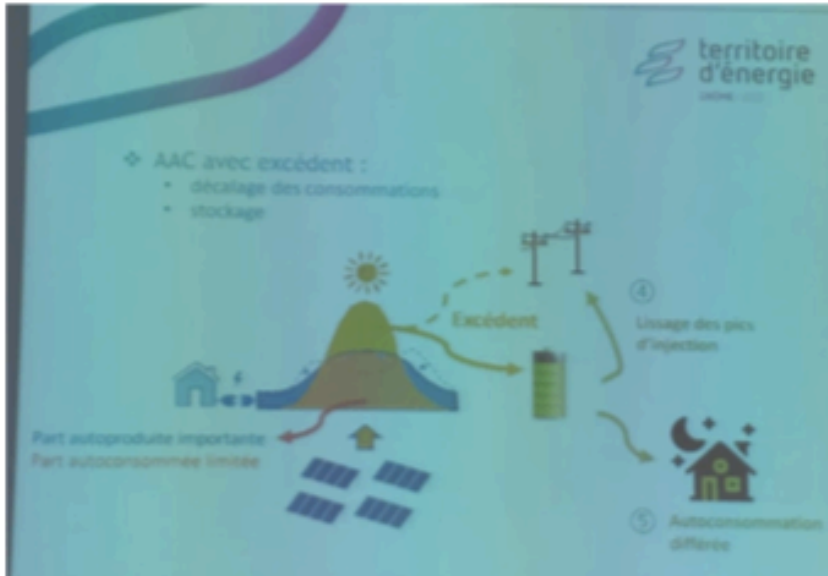 territoire
d'énergie
❖ AAC avec excédent :
• décalage des consommations
• stockage
Excédent
④
Lissage des pics
d'injection
Part autoproduite importante
Part autoconsommée limitée
⑤ Autoconsommation
différée